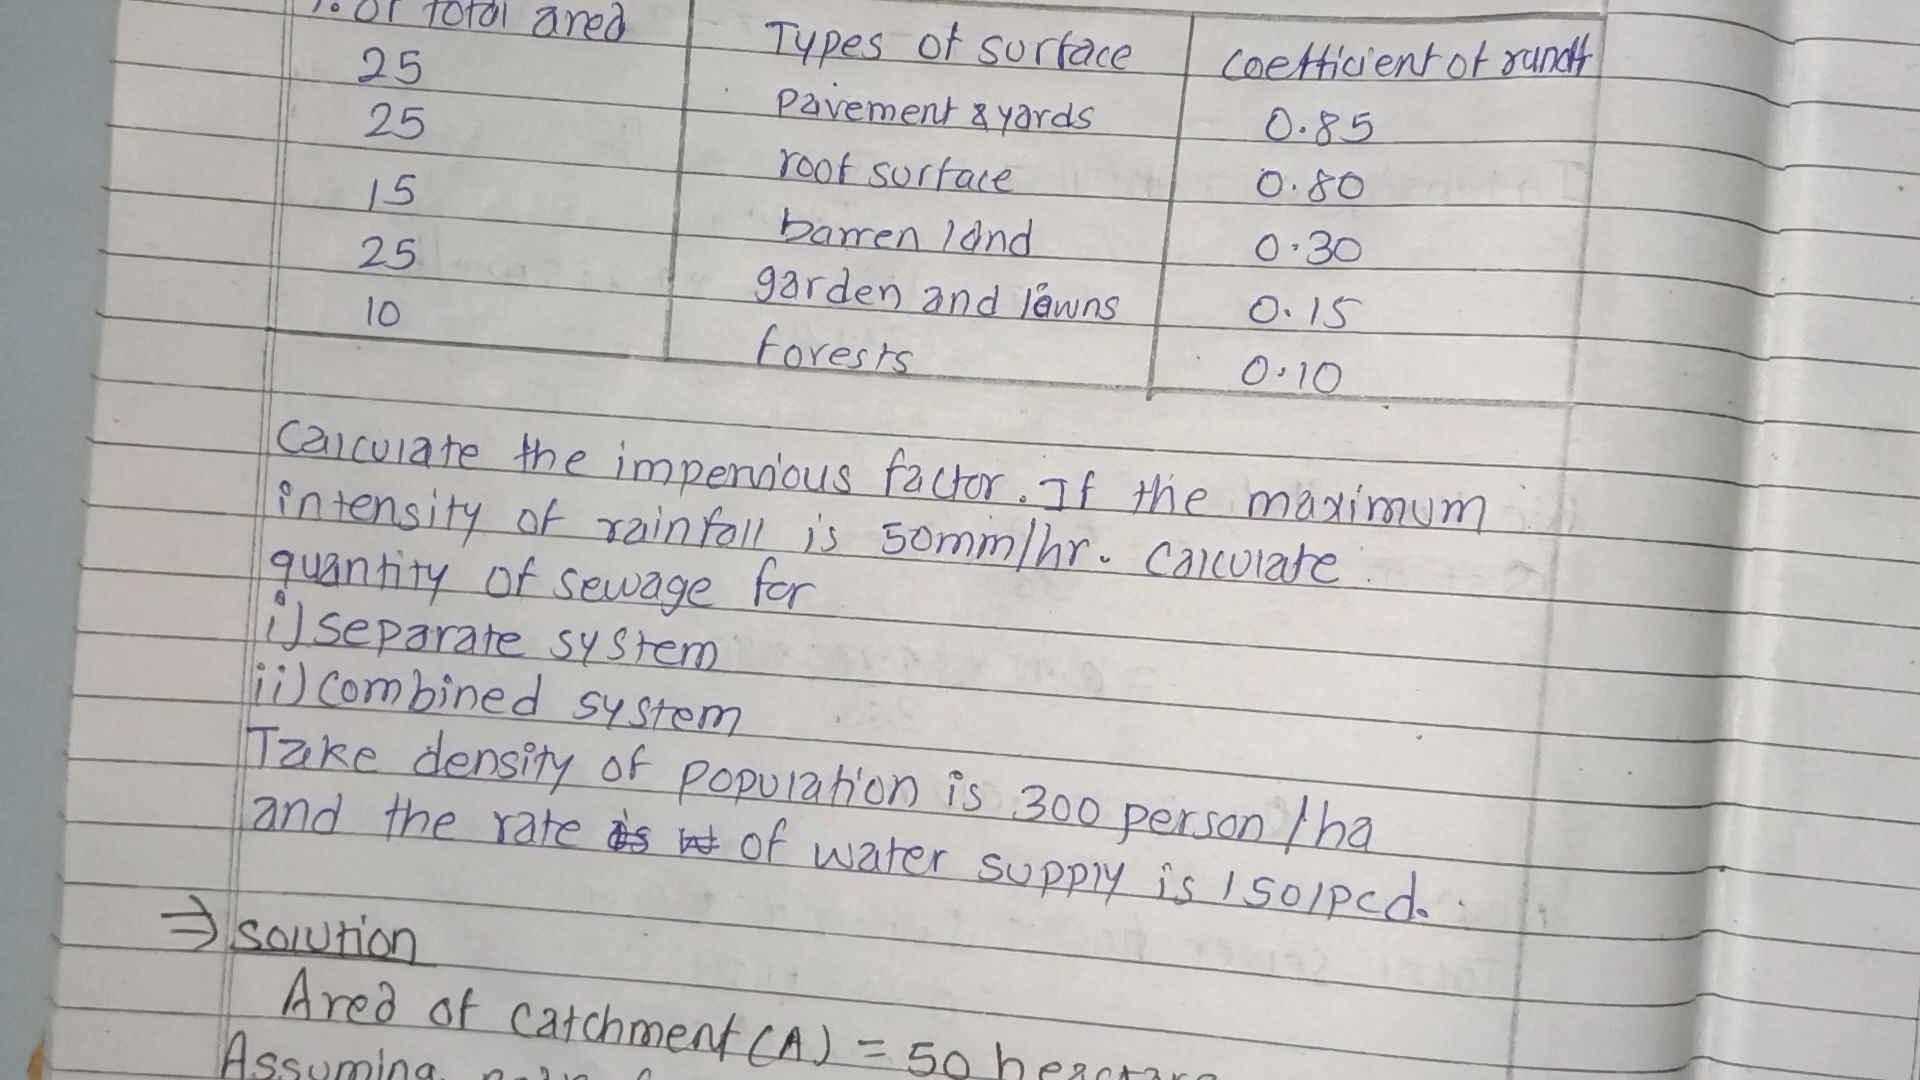 % of total area | Types of surface | coefficient of runoff
25 | pavement & yards | 0.85
25 | roof surface | 0.80
15 | barren land | 0.30
25 | garden and lawns | 0.15
10 | forests | 0.10
Calculate the impervious factor. If the maximum
intensity of rainfall is 50mm/hr. Calculate
quantity of sewage for
i) separate system
ii) combined system
Take density of population is 300 person /ha
and the rate of water supply is 150lpcd.
⇒ solution
Area of catchment (A) = 50 hectare
Assuming